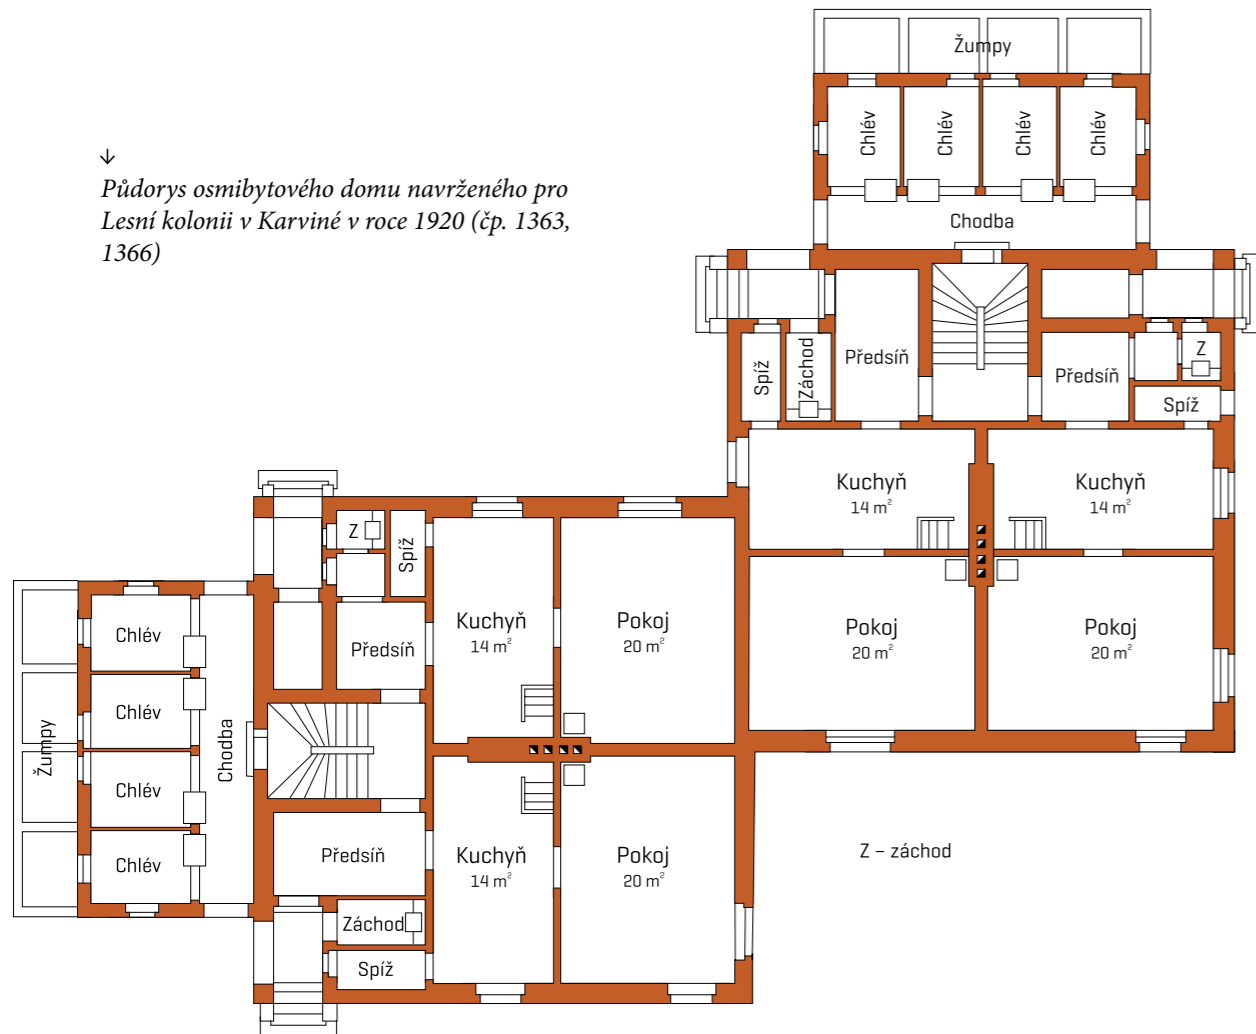 ↓
Půdorys osmibytového domu navrženého pro
Lesní kolonii v Karviné v roce 1920 (čp. 1363,
1366)
Žumpy
Chlév
Chlév
Chlév
Chlév
Chodba
Spíž
Záchod
Předsíň
Předsíň
Z
Spíž
Kuchyň
14 m²
Kuchyň
14 m²
Pokoj
20 m²
Pokoj
20 m²
Z
Spíž
Předsíň
Kuchyň
14 m²
Pokoj
20 m²
Žumpy
Chlév
Chlév
Chlév
Chlév
Chodba
Předsíň
Záchod
Spíž
Kuchyň
14 m²
Pokoj
20 m²
Z – záchod